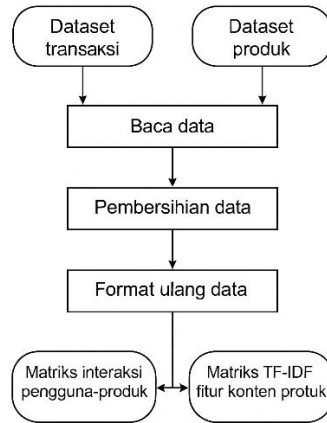 Dataset
transaksi
Dataset
produk
Baca data
Pembersihian data
Format ulang data
Matriks interaksi
pengguna-produk
Matriks TF-IDF
fitur konten protuk